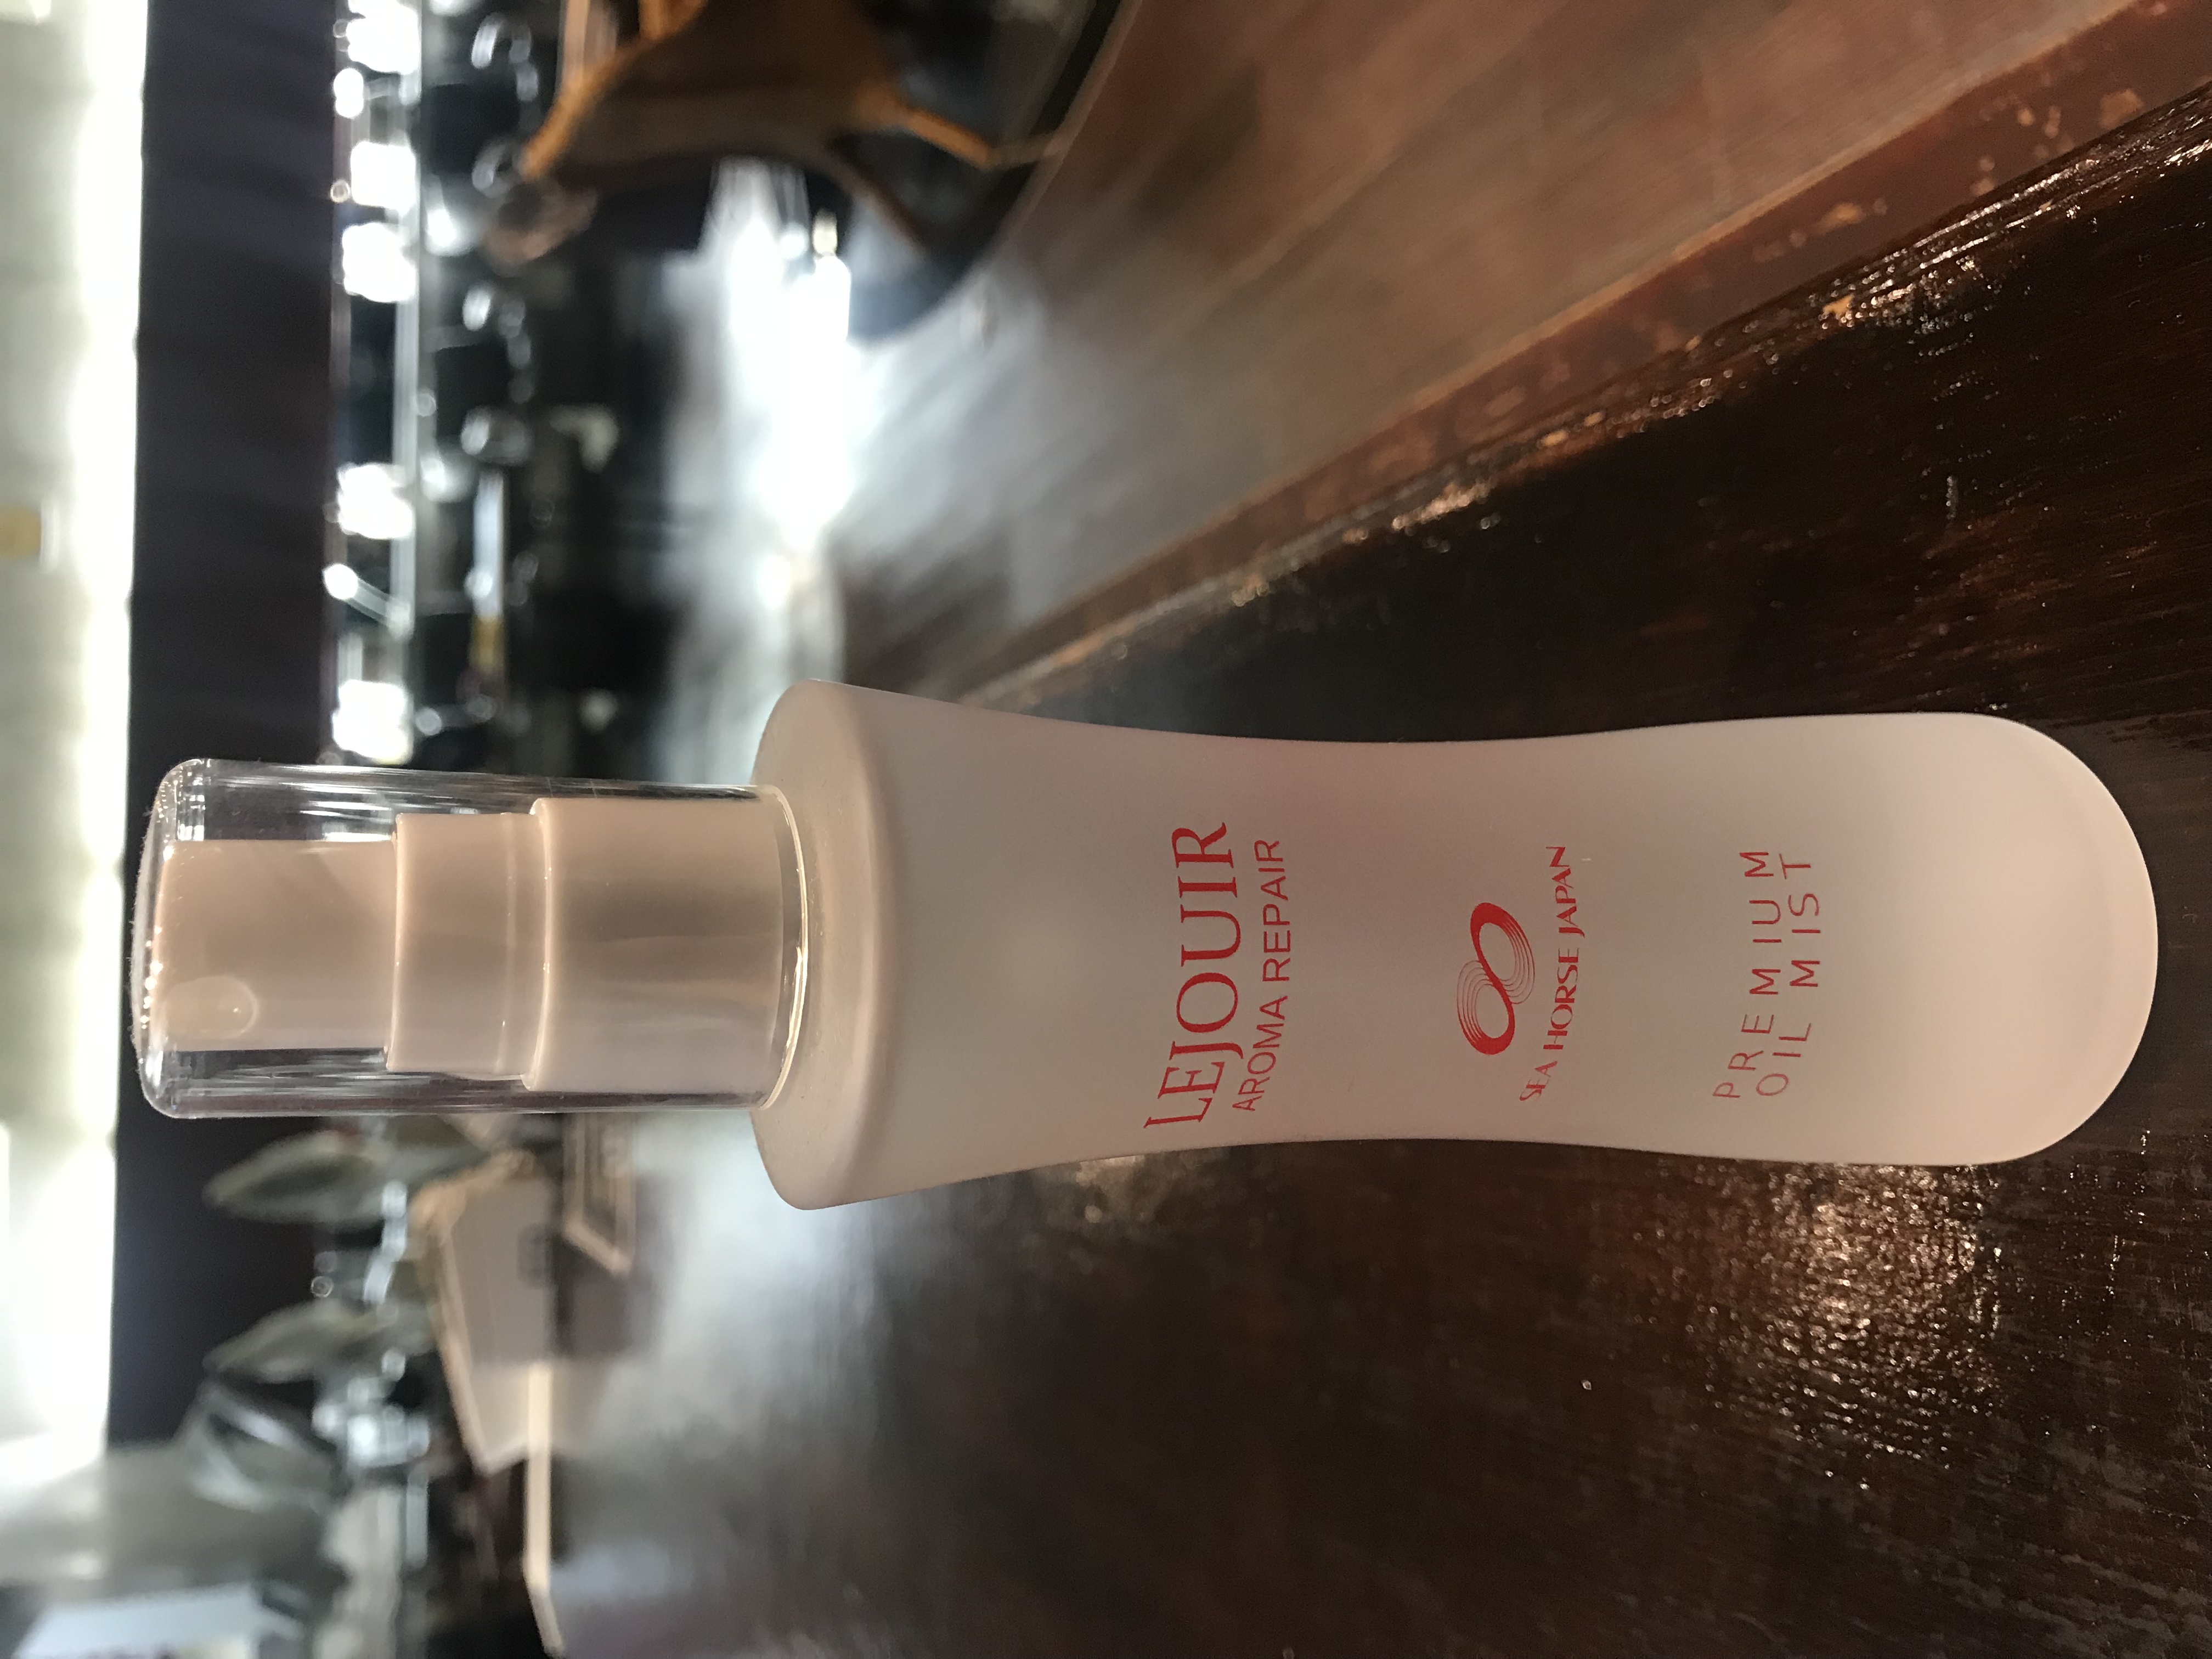 LEJOUIR
AROMA REPAIR
SEA HORSE JAPAN
PREMIUM
OIL MIST